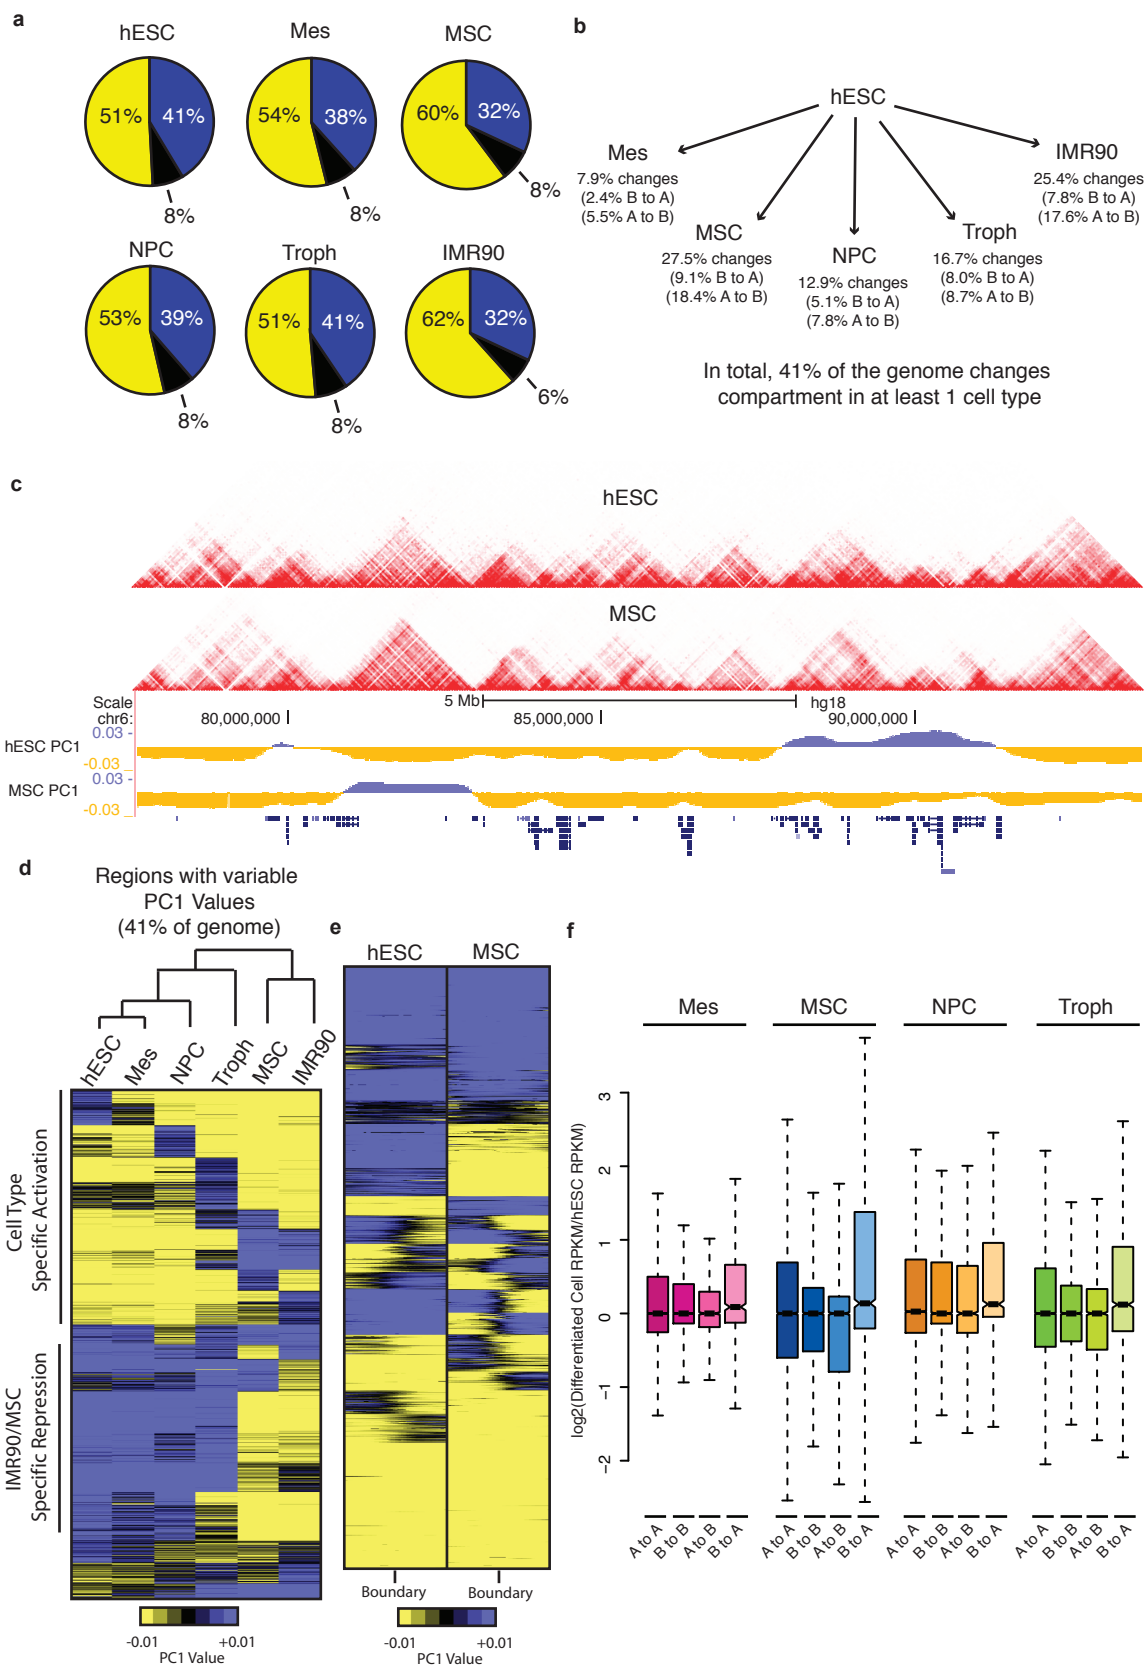 a
hESC
Mes
MSC
51%
41%
8%
54%
38%
8%
60%
32%
8%
NPC
Troph
IMR90
53%
39%
8%
51%
41%
8%
62%
32%
6%
b
hESC
Mes
7.9% changes
(2.4% B to A)
(5.5% A to B)
MSC
27.5% changes
(9.1% B to A)
(18.4% A to B)
NPC
12.9% changes
(5.1% B to A)
(7.8% A to B)
Troph
16.7% changes
(8.0% B to A)
(8.7% A to B)
IMR90
25.4% changes
(7.8% B to A)
(17.6% A to B)
In total, 41% of the genome changes
compartment in at least 1 cell type
c
hESC
MSC
Scale
5 Mb
hg18
chr6:
80,000,000
85,000,000
90,000,000
0.03 -
hESC PC1
-0.03 _
0.03 -
MSC PC1
-0.03 _
d
Regions with variable
PC1 Values
(41% of genome)
hESC
Mes
NPC
Troph
MSC
IMR90
Cell Type
Specific Activation
IMR90/MSC
Specific Repression
-0.01
+0.01
PC1 Value
e
hESC
MSC
Boundary
Boundary
-0.01
+0.01
PC1 Value
f
Mes
MSC
NPC
Troph
log2(Differentiated Cell RPKM/hESC RPKM)
3
2
1
0
−1
−2
A to A
B to B
A to B
B to A
A to A
B to B
A to B
B to A
A to A
B to B
A to B
B to A
A to A
B to B
A to B
B to A